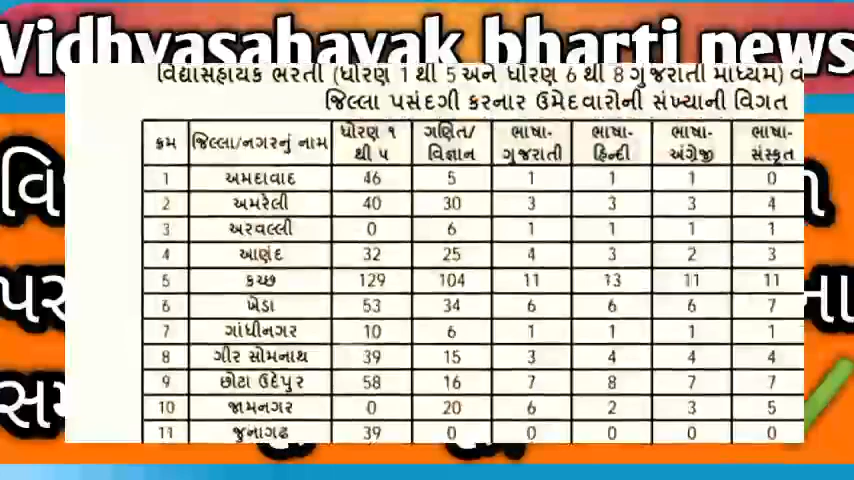 Vidhyasahayak bharti news
વિદ્યાસહાયક ભરતી (ધોરણ 1 થી 5 અને ધોરણ 6 થી 8 ગુજરાતી માધ્યમ) વ
જિલ્લા પસંદગી કરનાર ઉમેદવારોની સંખ્યાની વિગત
ક્રમ જિલ્લા/નગરનું નામ ધોરણ ૧ થી ૫ ગણિત/વિજ્ઞાન ભાષા-ગુજરાતી ભાષા-હિન્દી ભાષા-અંગ્રેજી ભાષા-સંસ્કૃત
1 અમદાવાદ 46 5 1 1 1 0
2 અમરેલી 40 30 3 3 3 4
3 અરવલ્લી 0 6 1 1 1 1
4 આણંદ 32 25 4 3 2 3
5 કચ્છ 129 104 11 13 11 11
6 ખેડા 53 34 6 6 6 7
7 ગાંધીનગર 10 6 1 1 1 1
8 ગીર સોમનાથ 39 15 3 4 4 4
9 છોટા ઉદેપુર 58 16 7 8 7 7
10 જામનગર 0 20 6 2 3 5
11 જુનાગઢ 39 0 0 0 0 0